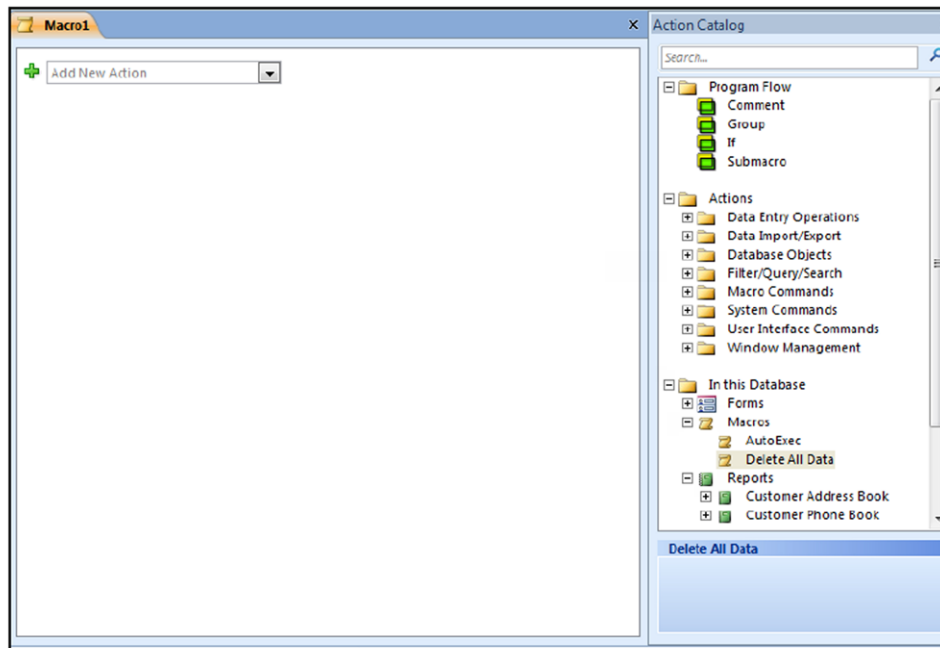 Macro1
Add New Action
Action Catalog
Search...
Program Flow
Comment
Group
If
Submacro
Actions
Data Entry Operations
Data Import/Export
Database Objects
Filter/Query/Search
Macro Commands
System Commands
User Interface Commands
Window Management
In this Database
Forms
Macros
AutoExec
Delete All Data
Reports
Customer Address Book
Customer Phone Book
Delete All Data